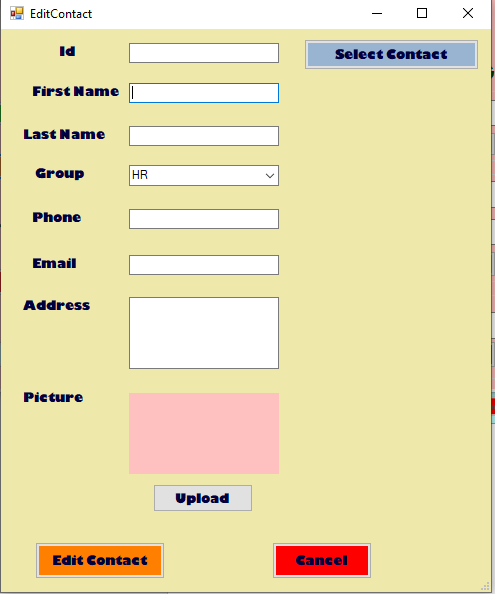 EditContact
Id
Select Contact
First Name
Last Name
Group
HR
Phone
Email
Address
Picture
Upload
Edit Contact
Cancel